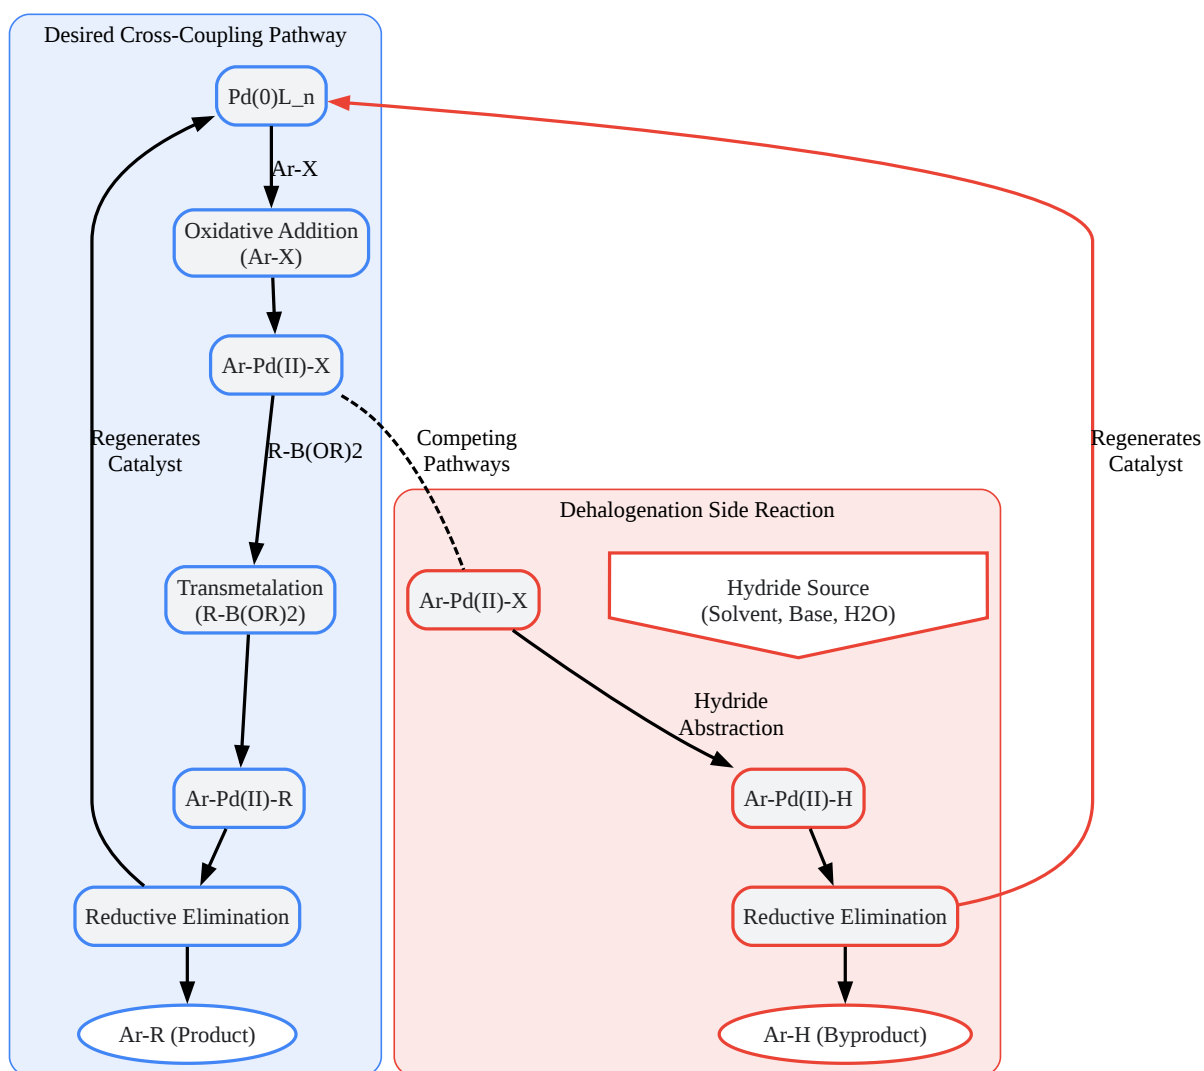 Desired Cross-Coupling Pathway
Pd(0)L_n
Ar-X
Oxidative Addition
(Ar-X)
Ar-Pd(II)-X
Regenerates
Catalyst
R-B(OR)2
Competing
Pathways
Regenerates
Catalyst
Transmetalation
(R-B(OR)2)
Ar-Pd(II)-R
Reductive Elimination
Ar-R (Product)
Dehalogenation Side Reaction
Ar-Pd(II)-X
Hydride Source
(Solvent, Base, H2O)
Hydride
Abstraction
Ar-Pd(II)-H
Reductive Elimination
Ar-H (Byproduct)